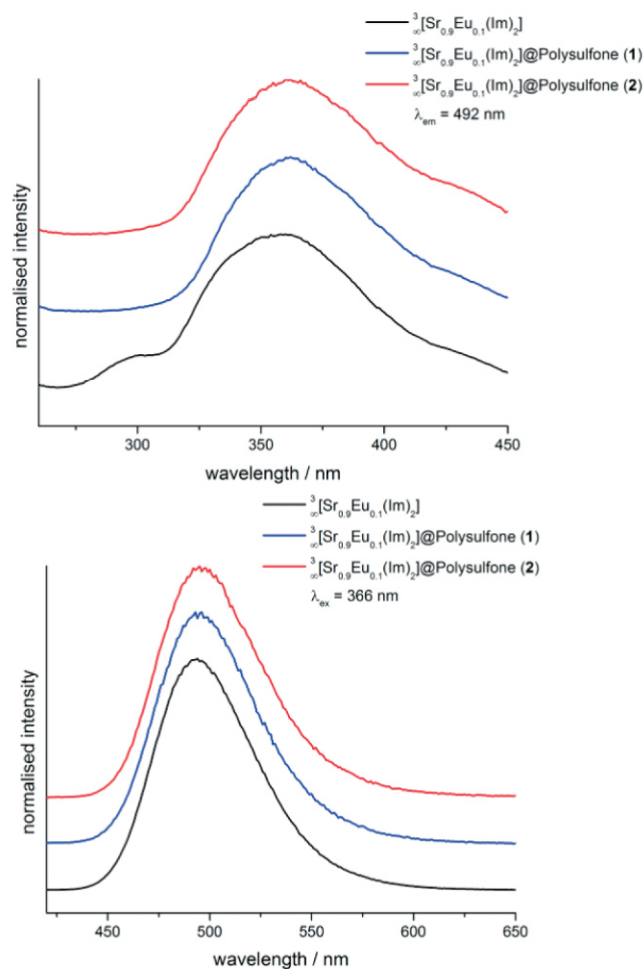 ³∞[Sr₀.₉Eu₀.₁(Im)₂]
³∞[Sr₀.₉Eu₀.₁(Im)₂]@Polysulfone (1)
³∞[Sr₀.₉Eu₀.₁(Im)₂]@Polysulfone (2)
λem = 492 nm
normalised intensity
300 350 400 450
wavelength / nm
³∞[Sr₀.₉Eu₀.₁(Im)₂]
³∞[Sr₀.₉Eu₀.₁(Im)₂]@Polysulfone (1)
³∞[Sr₀.₉Eu₀.₁(Im)₂]@Polysulfone (2)
λex = 366 nm
normalised intensity
450 500 550 600 650
wavelength / nm